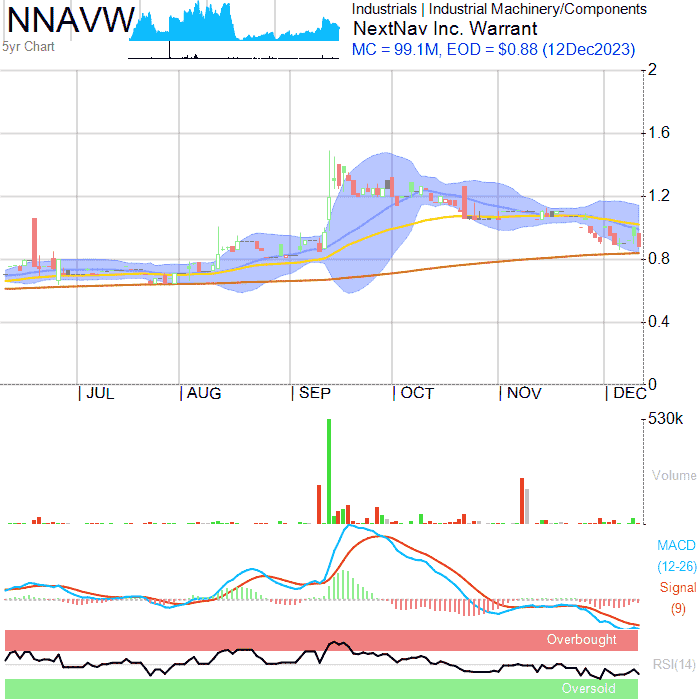 NNAVW
5yr Chart
Industrials | Industrial Machinery/Components
NextNav Inc. Warrant
MC = 99.1M, EOD = $0.88 (12Dec2023)
2
1.6
1.2
0.8
0.4
0
| JUL | AUG | SEP | OCT | NOV | DEC
530k
Volume
MACD
(12-26)
Signal
(9)
Overbought
RSI(14)
Oversold